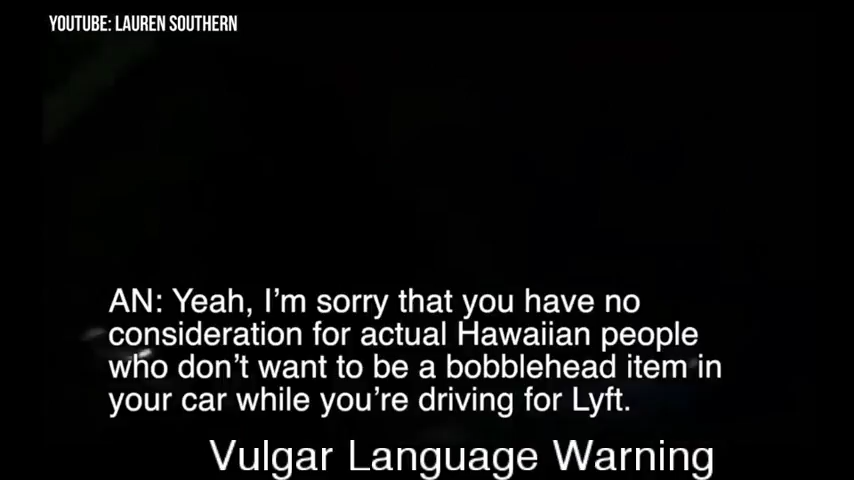 YOUTUBE: LAUREN SOUTHERN
AN: Yeah, I'm sorry that you have no
consideration for actual Hawaiian people
who don't want to be a bobblehead item in
your car while you're driving for Lyft.
Vulgar Language Warning